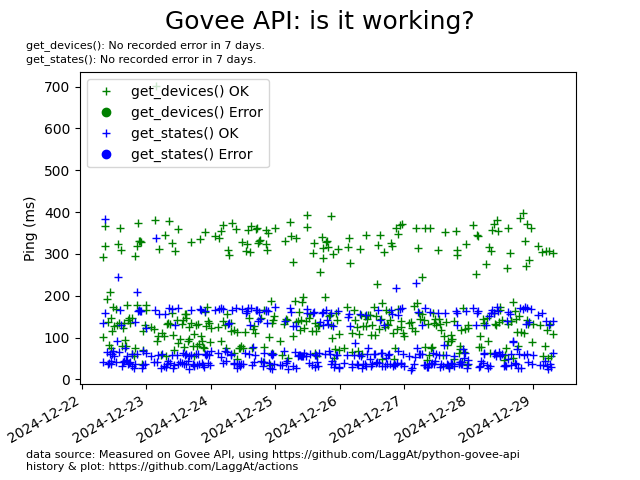 Govee API: is it working?
get_devices(): No recorded error in 7 days.
get_states(): No recorded error in 7 days.
get_devices() OK
get_devices() Error
get_states() OK
get_states() Error
Ping (ms)
700
600
500
400
300
200
100
0
2024-12-22
2024-12-23
2024-12-24
2024-12-25
2024-12-26
2024-12-27
2024-12-28
2024-12-29
data source: Measured on Govee API, using https://github.com/LaggAt/python-govee-api
history & plot: https://github.com/LaggAt/actions